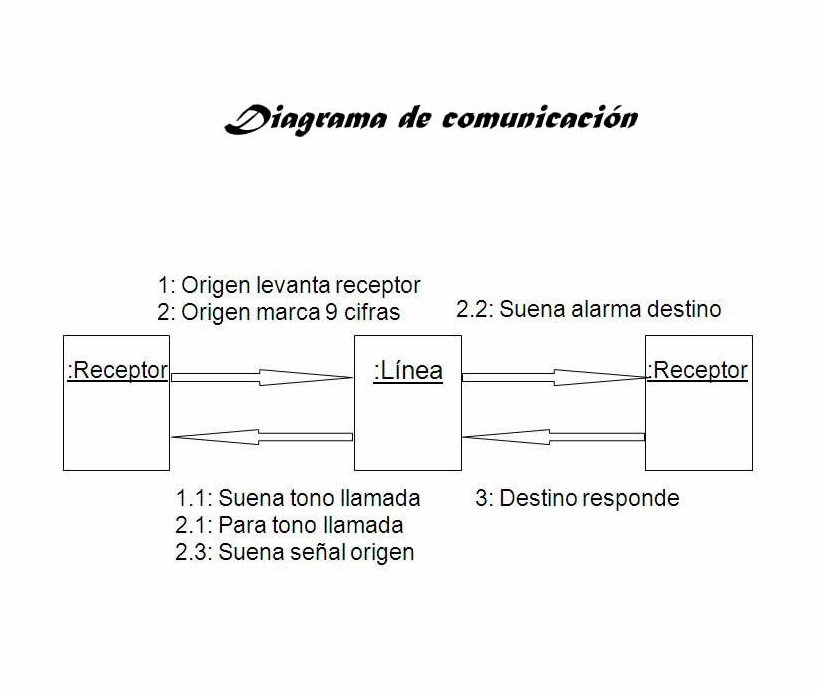 Diagrama de comunicación
1: Origen levanta receptor
2: Origen marca 9 cifras
2.2: Suena alarma destino
:Receptor
:Línea
:Receptor
1.1: Suena tono llamada
2.1: Para tono llamada
2.3: Suena señal origen
3: Destino responde